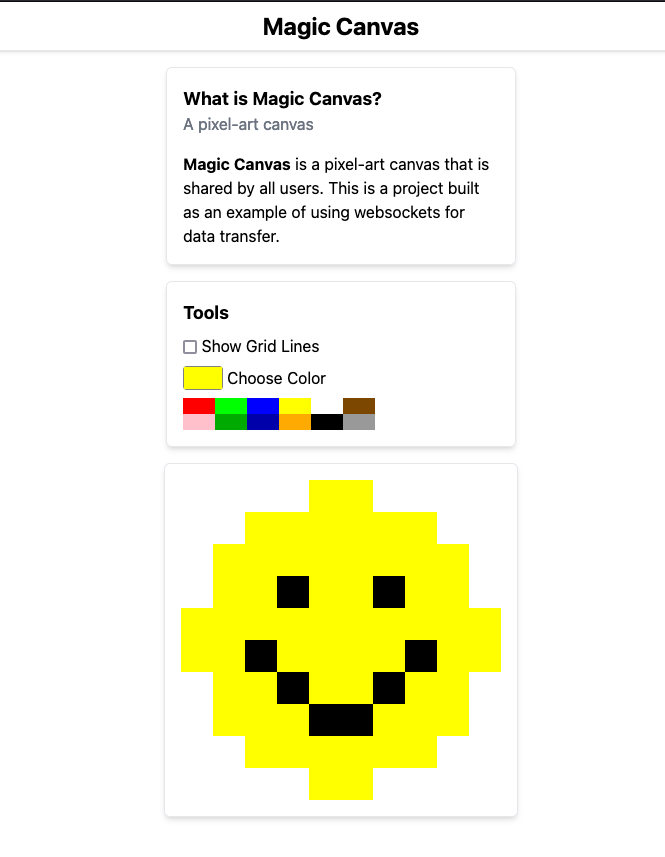 Magic Canvas
What is Magic Canvas?
A pixel-art canvas
Magic Canvas is a pixel-art canvas that is
shared by all users. This is a project built
as an example of using websockets for
data transfer.
Tools
Show Grid Lines
Choose Color